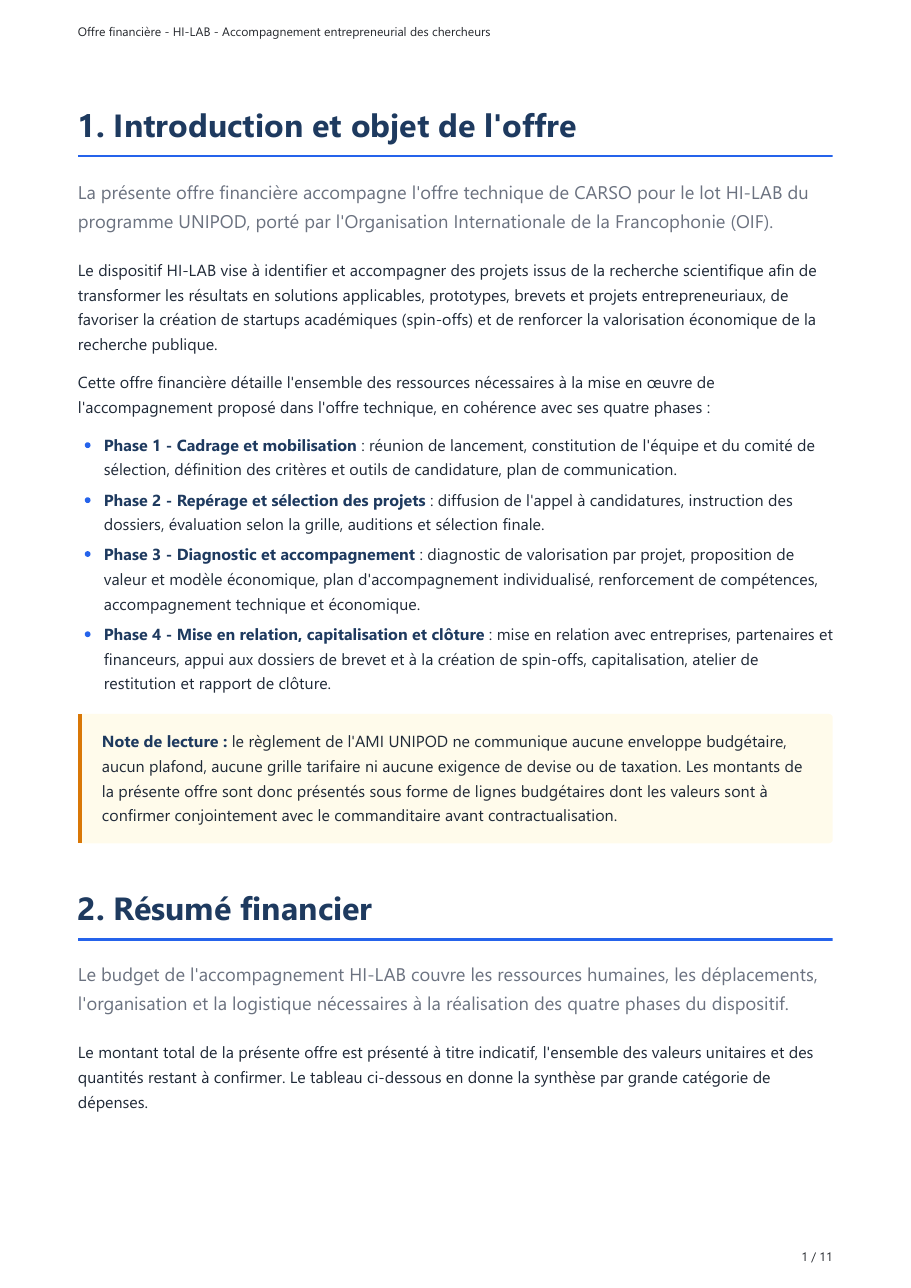 Offre financière - HI-LAB - Accompagnement entrepreneurial des chercheurs
1. Introduction et objet de l'offre
La présente offre financière accompagne l'offre technique de CARSO pour le lot HI-LAB du
programme UNIPOD, porté par l'Organisation Internationale de la Francophonie (OIF).
Le dispositif HI-LAB vise à identifier et accompagner des projets issus de la recherche scientifique afin de
transformer les résultats en solutions applicables, prototypes, brevets et projets entrepreneuriaux, de
favoriser la création de startups académiques (spin-offs) et de renforcer la valorisation économique de la
recherche publique.
Cette offre financière détaille l'ensemble des ressources nécessaires à la mise en œuvre de
l'accompagnement proposé dans l'offre technique, en cohérence avec ses quatre phases :
• Phase 1 - Cadrage et mobilisation : réunion de lancement, constitution de l'équipe et du comité de
sélection, définition des critères et outils de candidature, plan de communication.
• Phase 2 - Repérage et sélection des projets : diffusion de l'appel à candidatures, instruction des
dossiers, évaluation selon la grille, auditions et sélection finale.
• Phase 3 - Diagnostic et accompagnement : diagnostic de valorisation par projet, proposition de
valeur et modèle économique, plan d'accompagnement individualisé, renforcement de compétences,
accompagnement technique et économique.
• Phase 4 - Mise en relation, capitalisation et clôture : mise en relation avec entreprises, partenaires et
financeurs, appui aux dossiers de brevet et à la création de spin-offs, capitalisation, atelier de
restitution et rapport de clôture.
Note de lecture : le règlement de l'AMI UNIPOD ne communique aucune enveloppe budgétaire,
aucun plafond, aucune grille tarifaire ni aucune exigence de devise ou de taxation. Les montants de
la présente offre sont donc présentés sous forme de lignes budgétaires dont les valeurs sont à
confirmer conjointement avec le commanditaire avant contractualisation.
2. Résumé financier
Le budget de l'accompagnement HI-LAB couvre les ressources humaines, les déplacements,
l'organisation et la logistique nécessaires à la réalisation des quatre phases du dispositif.
Le montant total de la présente offre est présenté à titre indicatif, l'ensemble des valeurs unitaires et des
quantités restant à confirmer. Le tableau ci-dessous en donne la synthèse par grande catégorie de
dépenses.
1 / 11